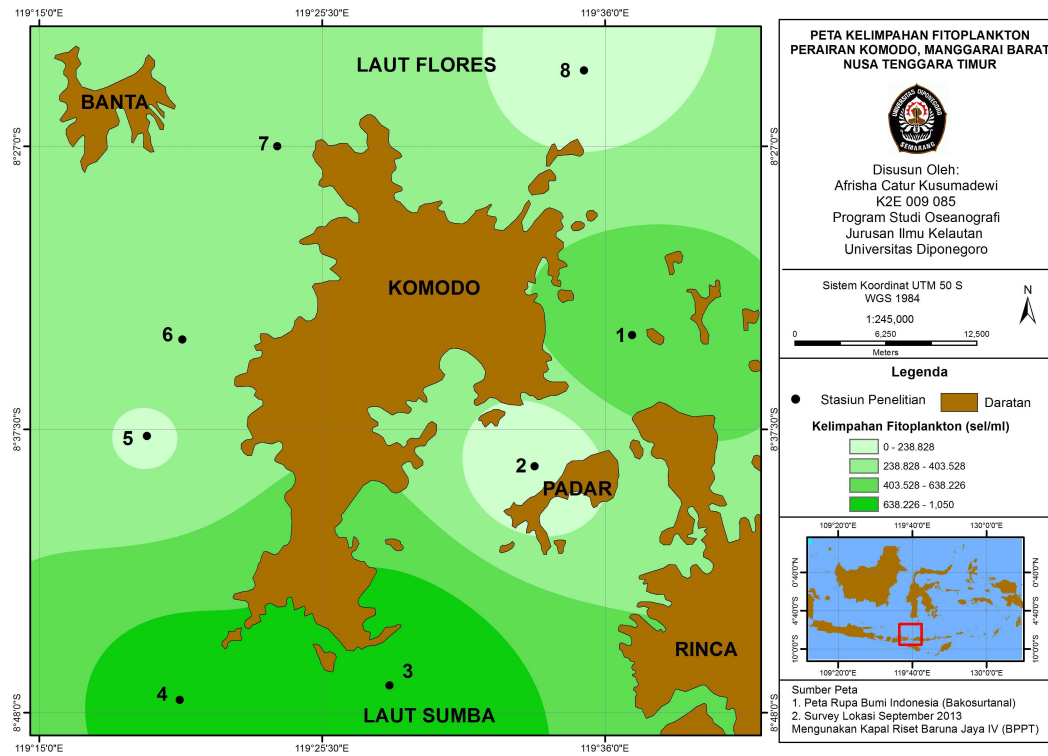 119°15'0"E
119°25'30"E
119°36'0"E
BANTA
LAUT FLORES
8
7
8°27'0"S
8°27'0"S
KOMODO
6
1
5
8°37'30"S
8°37'30"S
2
PADAR
RINCA
4
3
LAUT SUMBA
8°48'0"S
8°48'0"S
119°15'0"E
119°25'30"E
119°36'0"E
PETA KELIMPAHAN FITOPLANKTON
PERAIRAN KOMODO, MANGGARAI BARAT
NUSA TENGGARA TIMUR
UNIVERSITAS DIPONEGORO
SEMARANG
Disusun Oleh:
Afrisha Catur Kusumadewi
K2E 009 085
Program Studi Oseanografi
Jurusan Ilmu Kelautan
Universitas Diponegoro
Sistem Koordinat UTM 50 S
WGS 1984
N
1:245,000
0 6,250 12,500
Meters
Legenda
Stasiun Penelitian
Daratan
Kelimpahan Fitoplankton (sel/ml)
0 - 238.828
238.828 - 403.528
403.528 - 638.226
638.226 - 1,050
109°20'0"E 119°40'0"E 130°0'0"E
0°40'0"N
0°40'0"N
4°40'0"S
4°40'0"S
10°0'0"S
10°0'0"S
109°20'0"E 119°40'0"E 130°0'0"E
Sumber Peta
1. Peta Rupa Bumi Indonesia (Bakosurtanal)
2. Survey Lokasi September 2013
Mengunakan Kapal Riset Baruna Jaya IV (BPPT)